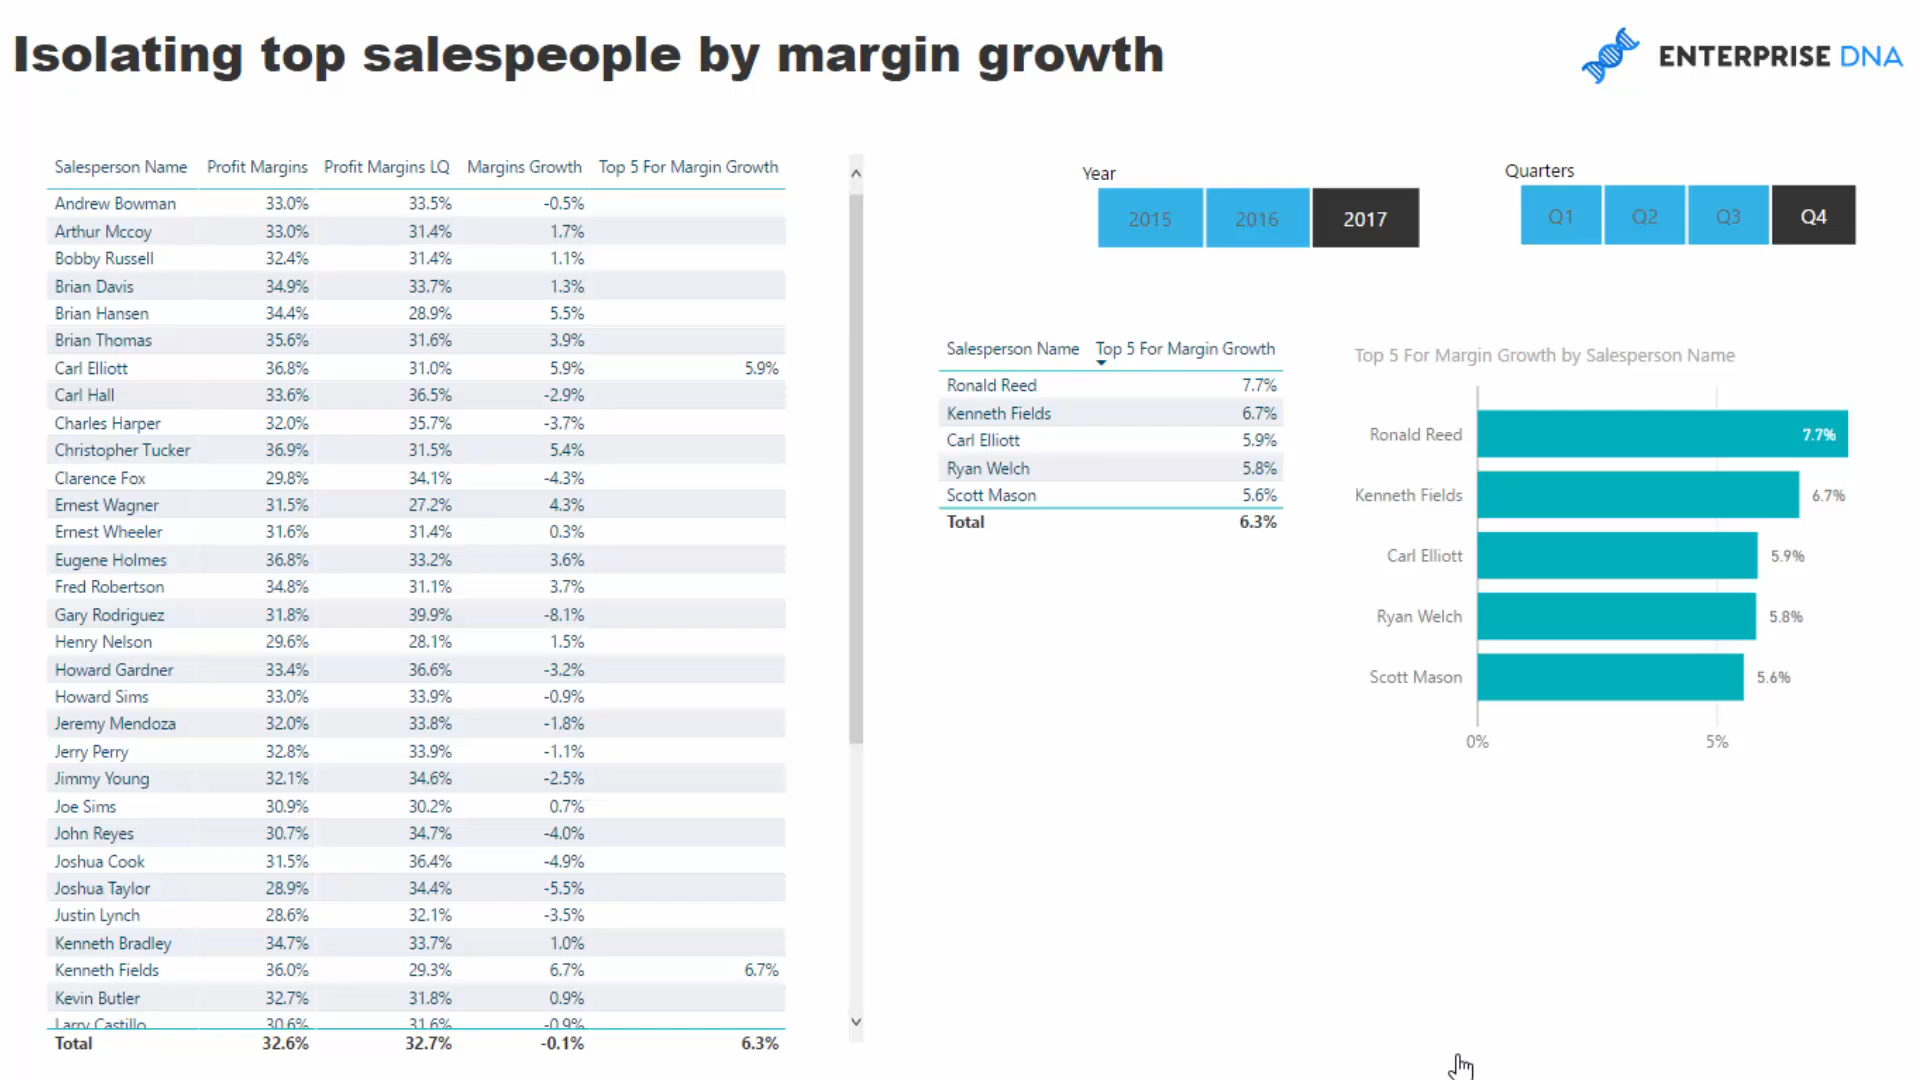 Isolating top salespeople by margin growth
ENTERPRISE DNA
Salesperson Name Profit Margins Profit Margins LQ Margins Growth Top 5 For Margin Growth
Andrew Bowman 33.0% 33.5% -0.5%
Arthur Mccoy 33.0% 31.4% 1.7%
Bobby Russell 32.4% 31.4% 1.1%
Brian Davis 34.9% 33.7% 1.3%
Brian Hansen 34.4% 28.9% 5.5%
Brian Thomas 35.6% 31.6% 3.9%
Carl Elliott 36.8% 31.0% 5.9% 5.9%
Carl Hall 33.6% 36.5% -2.9%
Charles Harper 32.0% 35.7% -3.7%
Christopher Tucker 36.9% 31.5% 5.4%
Clarence Fox 29.8% 34.1% -4.3%
Ernest Wagner 31.5% 27.2% 4.3%
Ernest Wheeler 31.6% 31.4% 0.3%
Eugene Holmes 36.8% 33.2% 3.6%
Fred Robertson 34.8% 31.1% 3.7%
Gary Rodriguez 31.8% 39.9% -8.1%
Henry Nelson 29.6% 28.1% 1.5%
Howard Gardner 33.4% 36.6% -3.2%
Howard Sims 33.0% 33.9% -0.9%
Jeremy Mendoza 32.0% 33.8% -1.8%
Jerry Perry 32.8% 33.9% -1.1%
Jimmy Young 32.1% 34.6% -2.5%
Joe Sims 30.9% 30.2% 0.7%
John Reyes 30.7% 34.7% -4.0%
Joshua Cook 31.5% 36.4% -4.9%
Joshua Taylor 28.9% 34.4% -5.5%
Justin Lynch 28.6% 32.1% -3.5%
Kenneth Bradley 34.7% 33.7% 1.0%
Kenneth Fields 36.0% 29.3% 6.7% 6.7%
Kevin Butler 32.7% 31.8% 0.9%
Larry Castillo 30.6% 31.6% -0.9%
Total 32.6% 32.7% -0.1% 6.3%
Year
2015 2016 2017
Quarters
Q1 Q2 Q3 Q4
Salesperson Name Top 5 For Margin Growth
Ronald Reed 7.7%
Kenneth Fields 6.7%
Carl Elliott 5.9%
Ryan Welch 5.8%
Scott Mason 5.6%
Total 6.3%
Top 5 For Margin Growth by Salesperson Name
Ronald Reed 7.7%
Kenneth Fields 6.7%
Carl Elliott 5.9%
Ryan Welch 5.8%
Scott Mason 5.6%
0% 5%